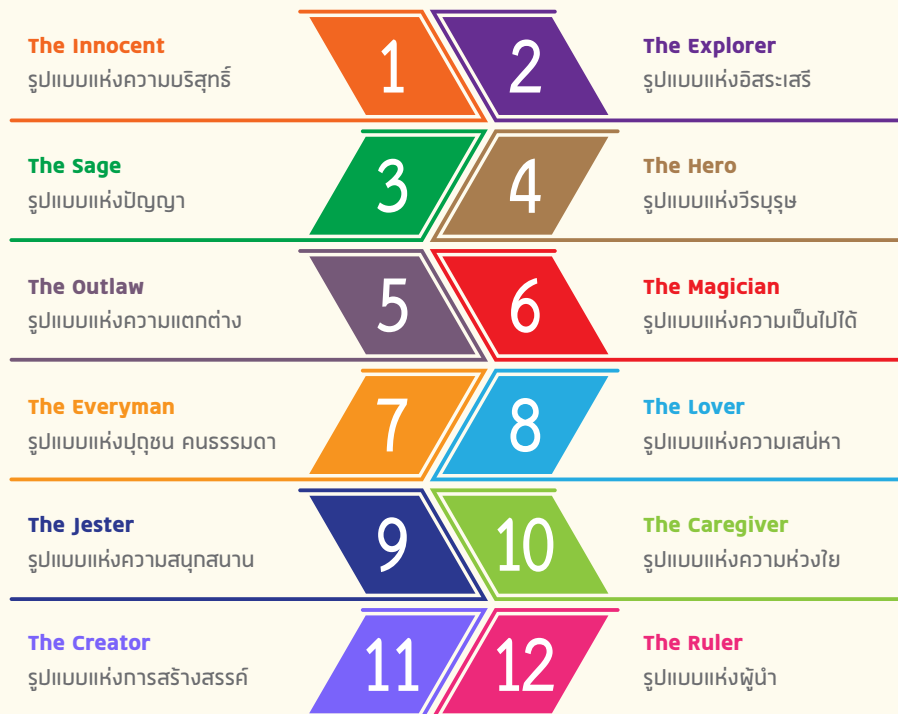 The Innocent
รูปแบบแห่งความบริสุทธิ์
1
2
The Explorer
รูปแบบแห่งอิสระเสรี
The Sage
รูปแบบแห่งปัญญา
3
4
The Hero
รูปแบบแห่งวีรบุรุษ
The Outlaw
รูปแบบแห่งความแตกต่าง
5
6
The Magician
รูปแบบแห่งความเป็นไปได้
The Everyman
รูปแบบแห่งปุถุชน คนธรรมดา
7
8
The Lover
รูปแบบแห่งความเสน่หา
The Jester
รูปแบบแห่งความสนุกสนาน
9
10
The Caregiver
รูปแบบแห่งความห่วงใย
The Creator
รูปแบบแห่งการสร้างสรรค์
11
12
The Ruler
รูปแบบแห่งผู้นำ